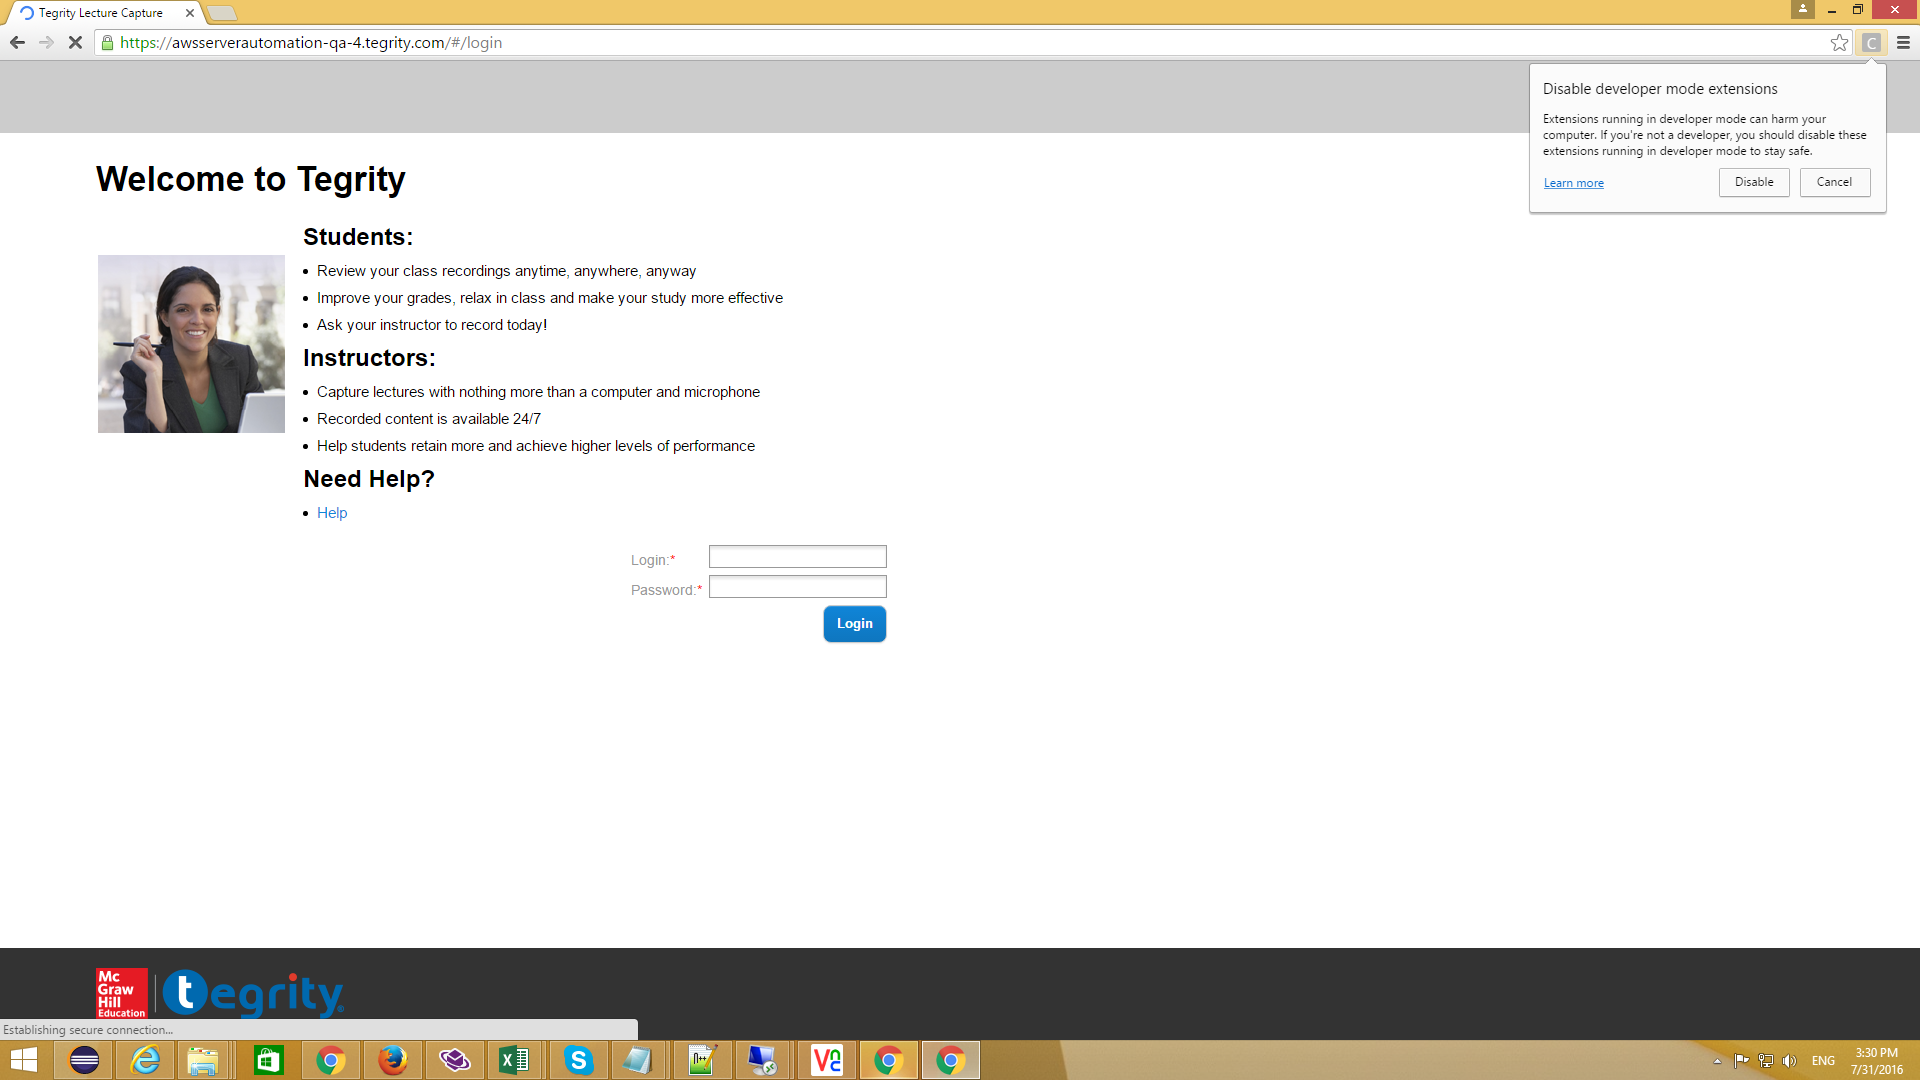 Tegrity Lecture Capture
https://awsserverautomation-qa-4.tegrity.com/#/login
C
Disable developer mode extensions
Extensions running in developer mode can harm your
computer. If you're not a developer, you should disable these
extensions running in developer mode to stay safe.
Learn more
Disable
Cancel
Welcome to Tegrity
Students:
Review your class recordings anytime, anywhere, anyway
Improve your grades, relax in class and make your study more effective
Ask your instructor to record today!
Instructors:
Capture lectures with nothing more than a computer and microphone
Recorded content is available 24/7
Help students retain more and achieve higher levels of performance
Need Help?
Help
Login:*
Password:*
Login
Mc
Graw
Hill
Education
tegrity
Establishing secure connection...
ENG
3:30 PM
7/31/2016